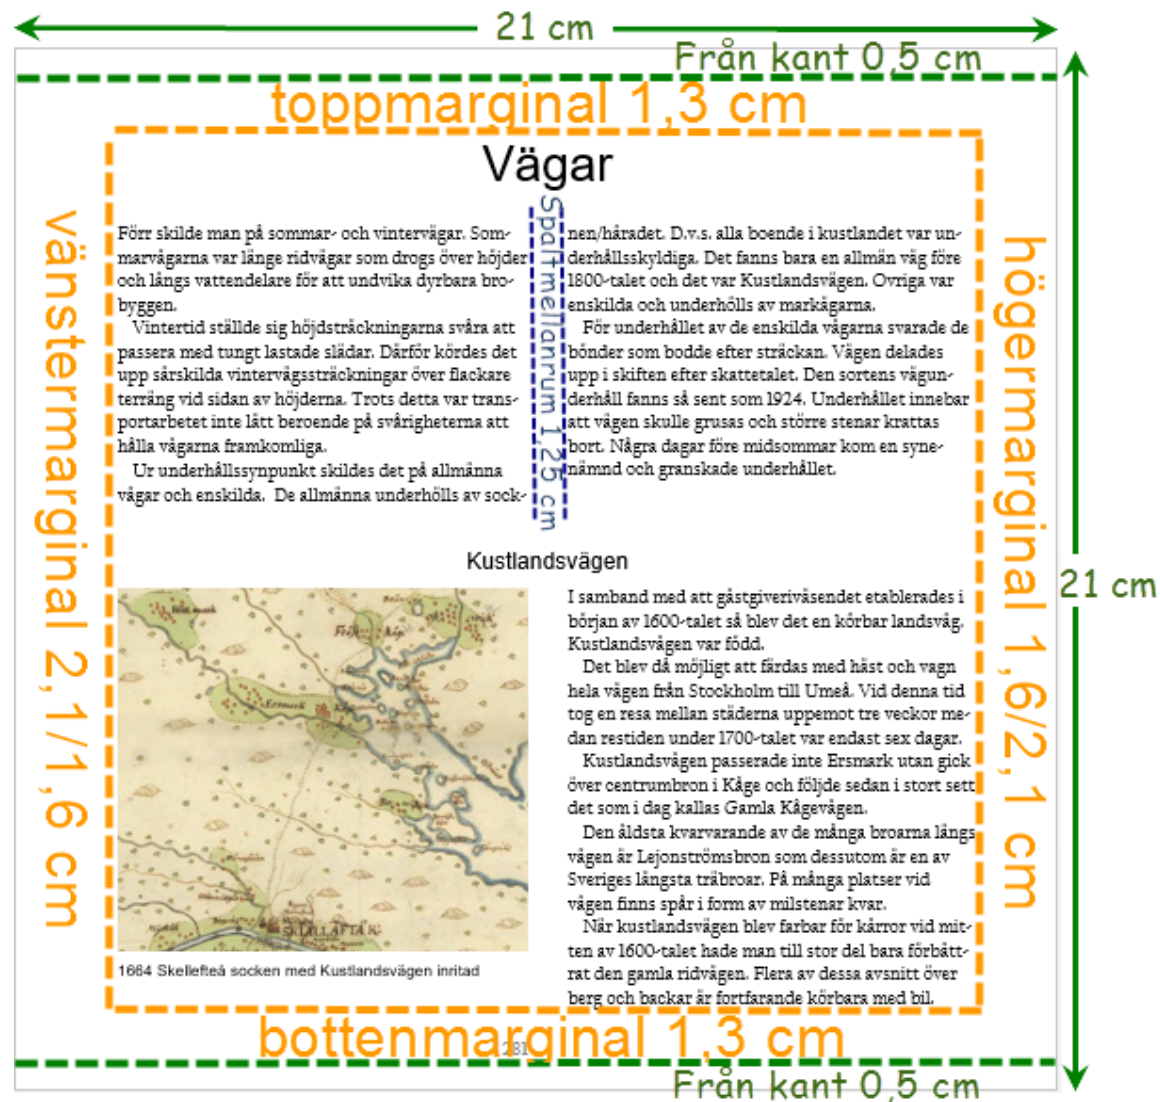 21 cm
Från kant 0,5 cm
toppmarginal 1,3 cm
vänstermarginal 2,1/1,6 cm
Vägar
Förr skilde man på sommar- och vintervägar. Som-
marvägarna var länge ridvägar som drogs över höjder
och längs vattendelare för att undvika dyrbara bro-
byggen.
Vintertid ställde sig höjdsträckningarna svåra att
passera med tungt lastade slädar. Därför kördes det
upp särskilda vintervägssträckningar över flackare
terräng vid sidan av höjderna. Trots detta var trans-
portarbetet inte lätt beroende på svårigheterna att
hålla vägarna framkomliga.
Ur underhållssynpunkt skildes det på allmänna
vägar och enskilda. De allmänna underhölls av sock-
Spaltmellanrum 1,25 cm
nen/häradet. D.v.s. alla boende i kustlandet var un-
derhållsskyldiga. Det fanns bara en allmän väg före
1800-talet och det var Kustlandsvägen. Övriga var
enskilda och underhölls av markägarna.
För underhållet av de enskilda vägarna svarade de
bönder som bodde efter sträckan. Vägen delades
upp i skiften efter skattetalet. Den sortens vägun-
derhåll fanns så sent som 1924. Underhållet innebar
att vägen skulle grusas och större stenar krattas
bort. Några dagar före midsommar kom en syne-
nämnd och granskade underhållet.
högermarginal 1,6/2,1 cm
21 cm
Kustlandsvägen
Ersmark
SKIILLÄFTÅ K.
1664 Skellefteå socken med Kustlandsvägen inritad
I samband med att gästgiveriväsendet etablerades i
början av 1600-talet så blev det en körbar landsväg.
Kustlandsvägen var född.
Det blev då möjligt att färdas med häst och vagn
hela vägen från Stockholm till Umeå. Vid denna tid
tog en resa mellan städerna uppemot tre veckor me-
dan restiden under 1700-talet var endast sex dagar.
Kustlandsvägen passerade inte Ersmark utan gick
över centrumbron i Kåge och följde sedan i stort sett
det som i dag kallas Gamla Kågevägen.
Den äldsta kvarvarande av de många broarna längs
vägen är Lejonströmsbron som dessutom är en av
Sveriges längsta träbroar. På många platser vid
vägen finns spår i form av milstenar kvar.
När kustlandsvägen blev farbar för kärror vid mit-
ten av 1600-talet hade man till stor del bara förbätt-
rat den gamla ridvägen. Flera av dessa avsnitt över
berg och backar är fortfarande körbara med bil.
bottenmarginal 1,3 cm
281
Från kant 0,5 cm